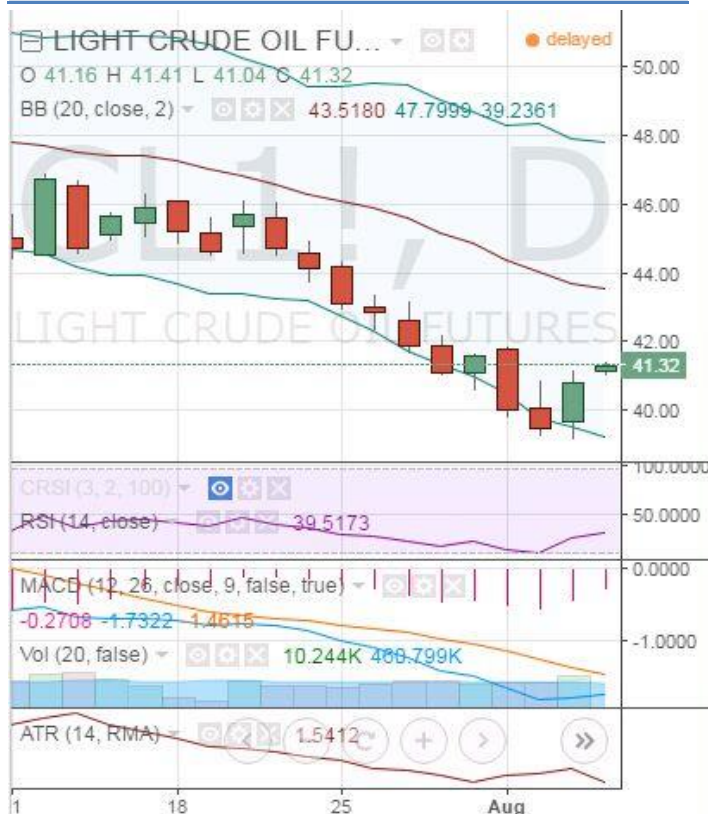 LIGHT CRUDE OIL FU... delayed
O 41.16 H 41.41 L 41.04 C 41.32
BB (20, close, 2) 43.5180 47.7999 39.2361
CL1!, D
LIGHT CRUDE OIL FUTURES
50.00
48.00
46.00
44.00
42.00
41.32
40.00
CRSI (3, 2, 100) 100.0000
RSI (14, close) 39.5173 50.0000
MACD (12, 26, close, 9, false, true) 0.0000
-0.2708 -1.7322 -1.4615 -1.0000
Vol (20, false) 10.244K 460.799K
ATR (14, RMA) 1.5412
1 18 25 Aug